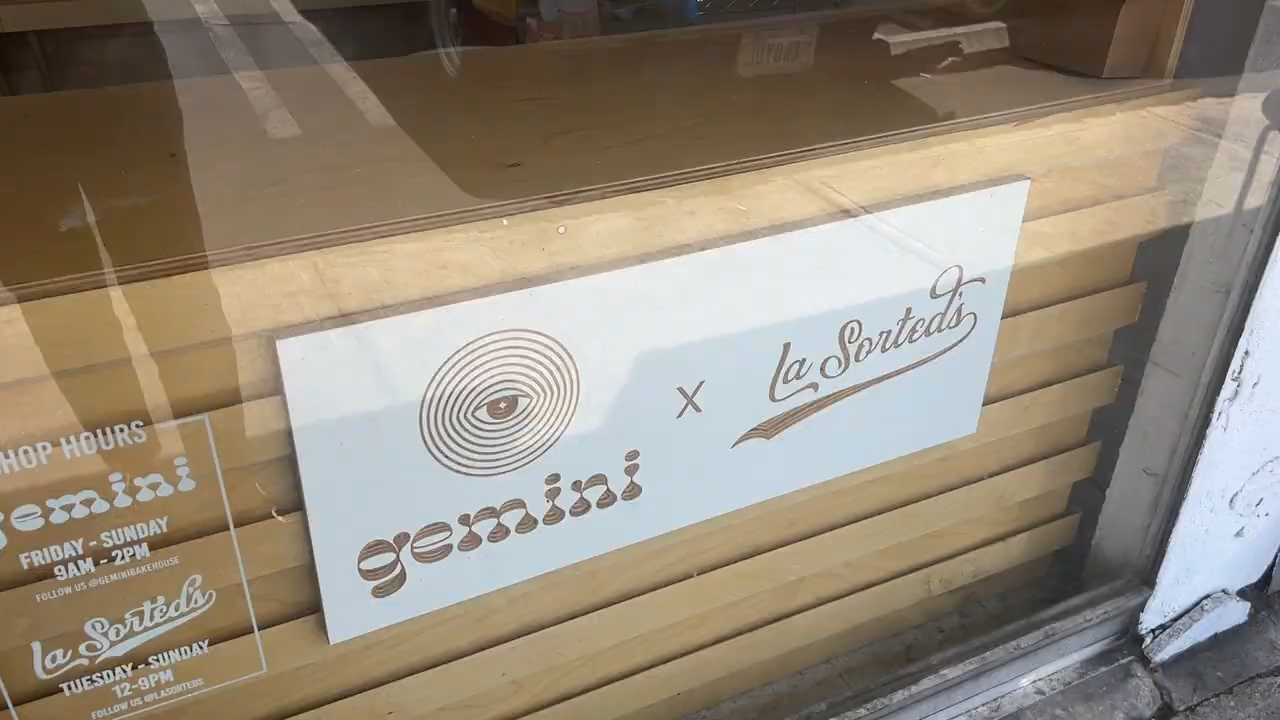 gemini
X
La Sorted's
HOP HOURS
gemini
FRIDAY - SUNDAY
9AM - 2PM
FOLLOW US @GEMINIBAKEHOUSE
La Sorted's
TUESDAY - SUNDAY
12-9PM
FOLLOW US @LASORTEDS